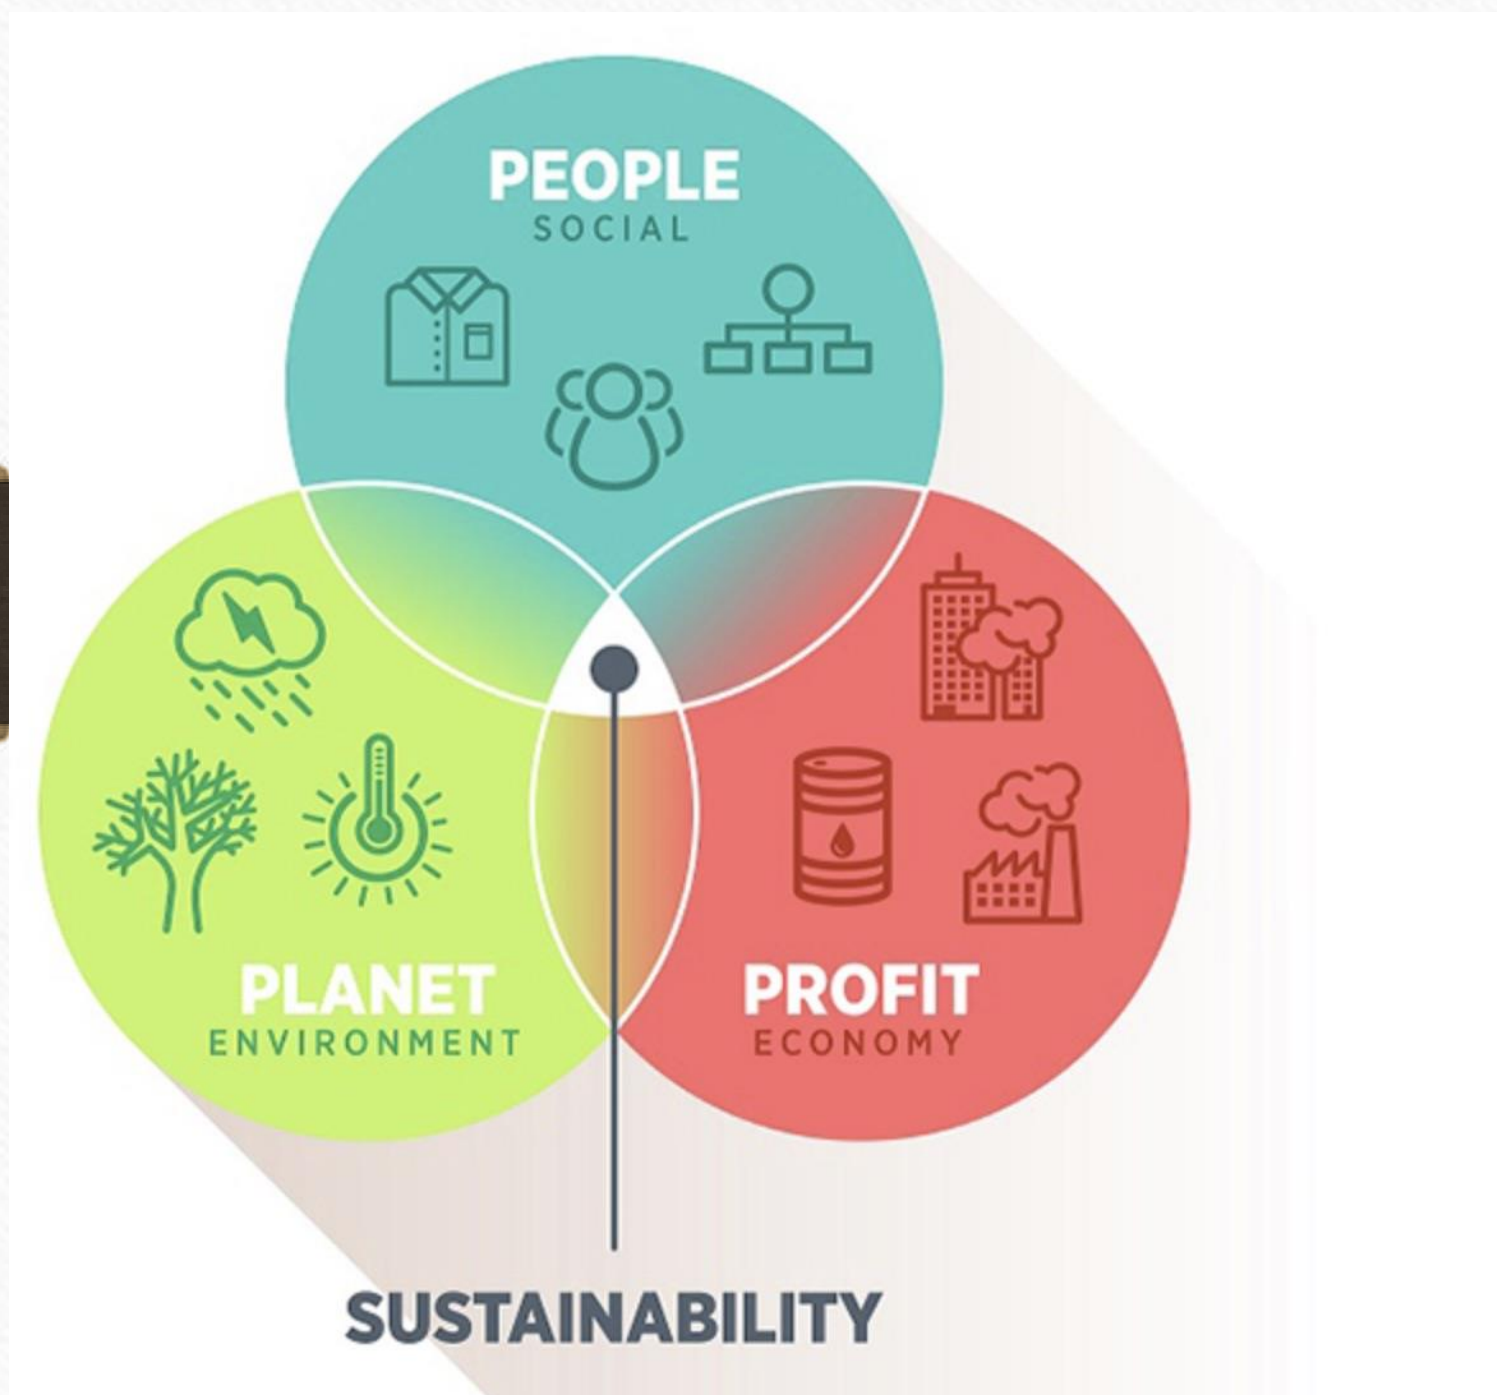 PEOPLE
SOCIAL
PLANET
ENVIRONMENT
PROFIT
ECONOMY
SUSTAINABILITY